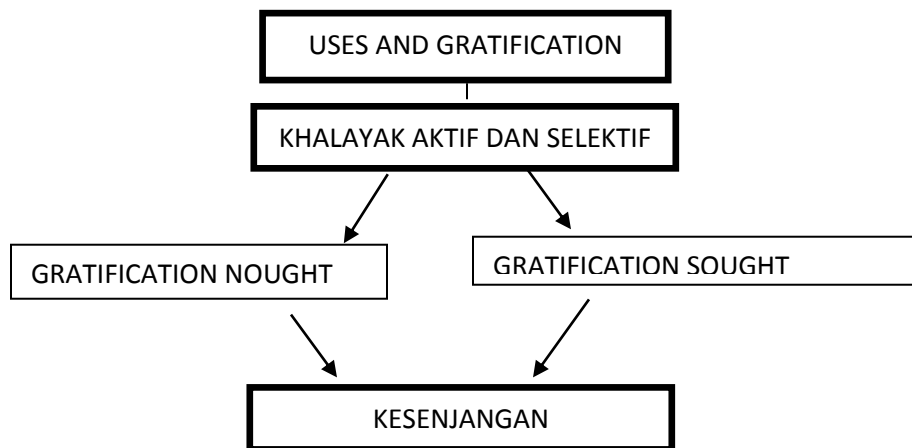 USES AND GRATIFICATION
KHALAYAK AKTIF DAN SELEKTIF
GRATIFICATION NOUGHT
GRATIFICATION SOUGHT
KESENJANGAN